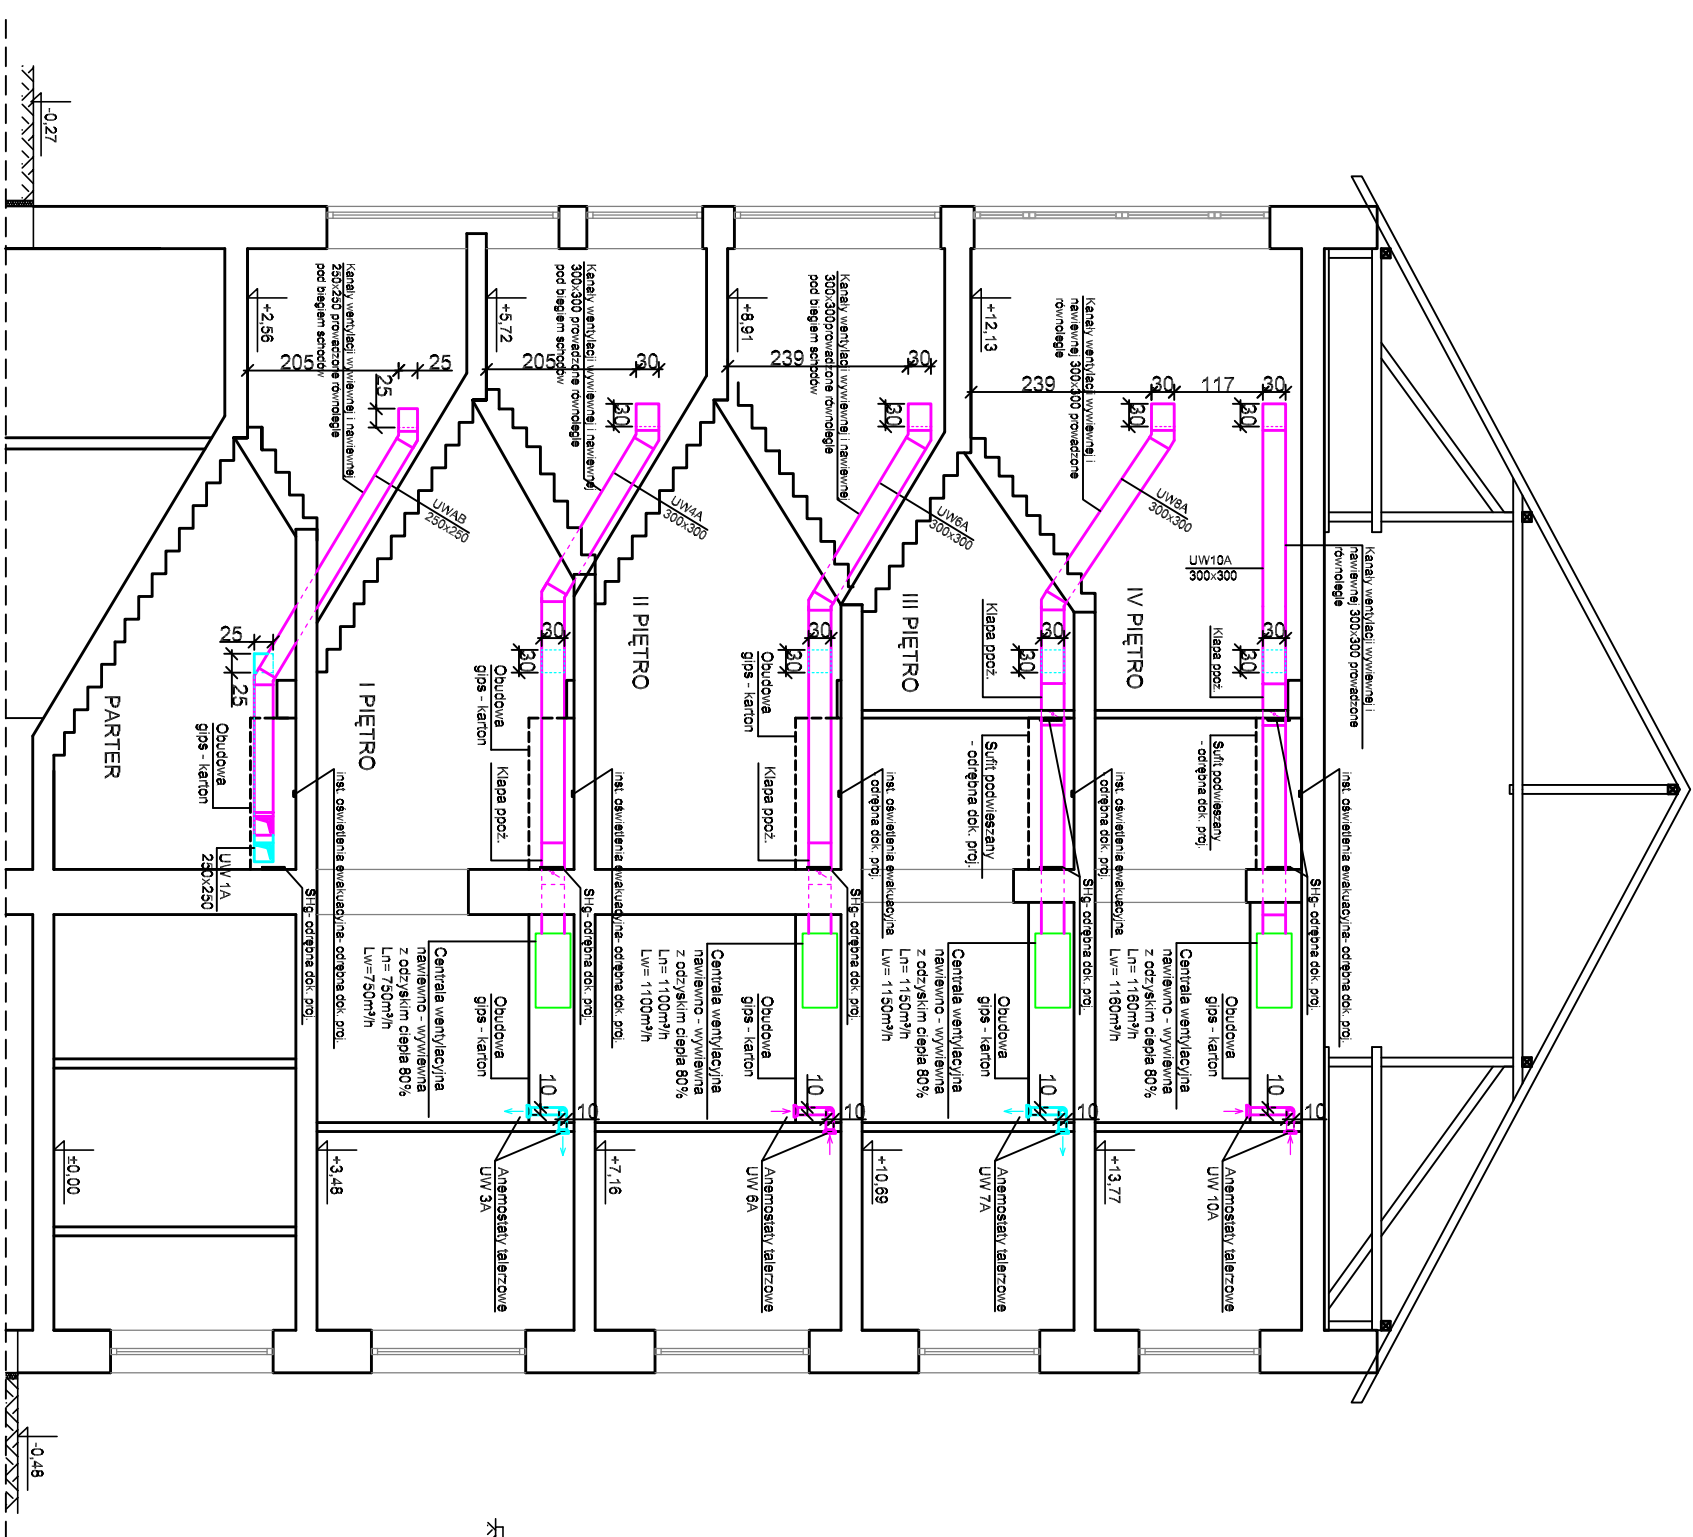 -0,27
+2,56
+5,72
+8,91
+12,13
Kanały wentylacji wywiewnej i nawiewnej
250x250 prowadzone równolegle
pod biegiem schodów
Kanały wentylacji wywiewnej i nawiewnej
300x300 prowadzone równolegle
pod biegiem schodów
Kanały wentylacji wywiewnej i nawiewnej
300x300prowadzone równolegle
pod biegiem schodów
Kanały wentylacji wywiewnej i
nawiewnej 300x300 prowadzone
równolegle
Kanały wentylacji wywiewnej i
nawiewnej 300x300 prowadzone
równolegle
205
25
25
205
30
30
239
30
30
239
30
117
30
30
30
UWAB
250x250
UW4A
300x300
UW6A
300x300
UW8A
300x300
UW10A
300x300
25
25
30
30
30
30
30
30
30
30
PARTER
I PIĘTRO
II PIĘTRO
III PIĘTRO
IV PIĘTRO
Obudowa
gips - karton
Obudowa
gips - karton
Obudowa
gips - karton
Klapa ppoż.
Klapa ppoż.
Klapa ppoż.
Klapa ppoż.
Sufit podwieszany
- odrębna dok. proj.
Sufit podwieszany
- odrębna dok. proj.
UW 1A
250x250
inst. oświetlenia ewakuacyjna- odrębna dok. proj.
inst. oświetlenia ewakuacyjna- odrębna dok. proj.
inst. oświetlenia ewakuacyjna
- odrębna dok. proj.
inst. oświetlenia ewakuacyjna
- odrębna dok. proj.
inst. oświetlenia ewakuacyjna- odrębna dok. proj.
SHg- odrębna dok. proj.
SHg- odrębna dok. proj.
SHg- odrębna dok. proj.
SHg- odrębna dok. proj.
SHg- odrębna dok. proj.
Centrala wentylacyjna
nawiewno - wywiewna
z odzyskim ciepła 80%
Ln= 750m³/h
Lw=750m³/h
Centrala wentylacyjna
nawiewno - wywiewna
z odzyskim ciepła 80%
Ln= 1100m³/h
Lw= 1100m³/h
Centrala wentylacyjna
nawiewno - wywiewna
z odzyskim ciepła 80%
Ln= 1150m³/h
Lw= 1150m³/h
Centrala wentylacyjna
nawiewno - wywiewna
z odzyskim ciepła 80%
Ln= 1160m³/h
Lw= 1160m³/h
Obudowa
gips - karton
Obudowa
gips - karton
Obudowa
gips - karton
Obudowa
gips - karton
10
10
10
10
10
10
10
10
±0,00
+3,48
+7,16
+10,69
+13,77
Anemostaty talerzowe
UW 3A
Anemostaty talerzowe
UW 6A
Anemostaty talerzowe
UW 7A
Anemostaty talerzowe
UW 10A
-0,48